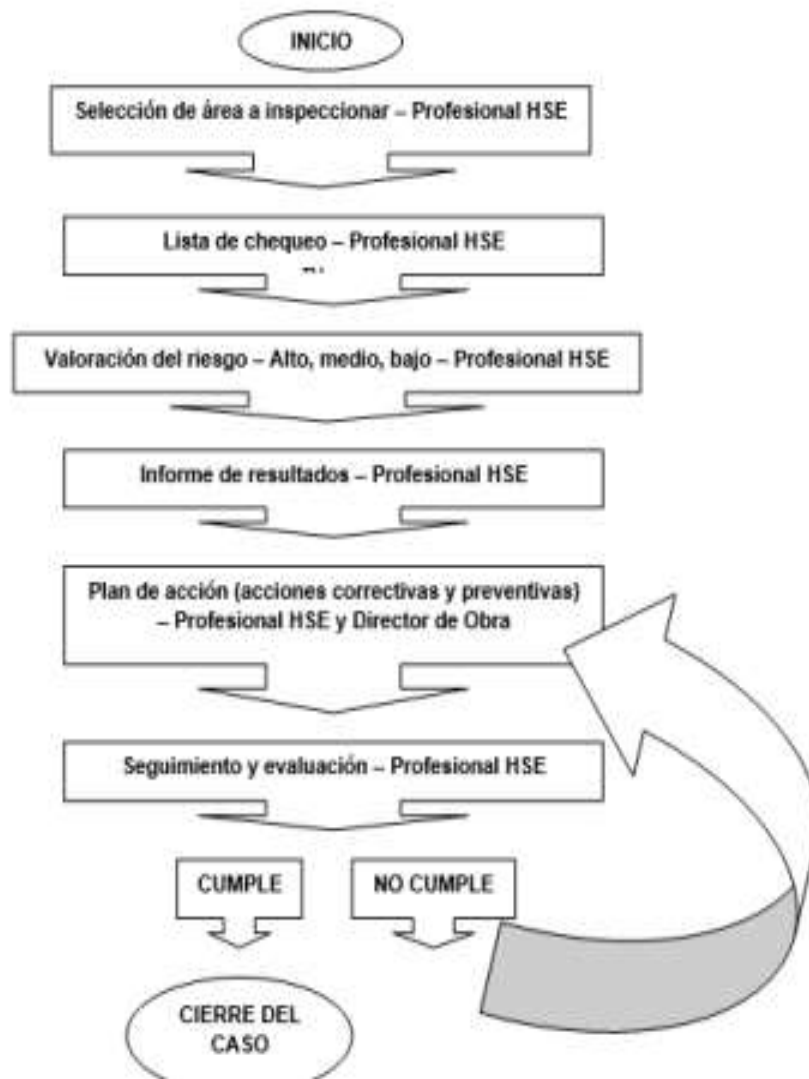 INICIO
Selección de área a inspeccionar – Profesional HSE
Lista de chequeo – Profesional HSE
Valoración del riesgo – Alto, medio, bajo – Profesional HSE
Informe de resultados – Profesional HSE
Plan de acción (acciones correctivas y preventivas)
– Profesional HSE y Director de Obra
Seguimiento y evaluación – Profesional HSE
CUMPLE
NO CUMPLE
CIERRE DEL
CASO